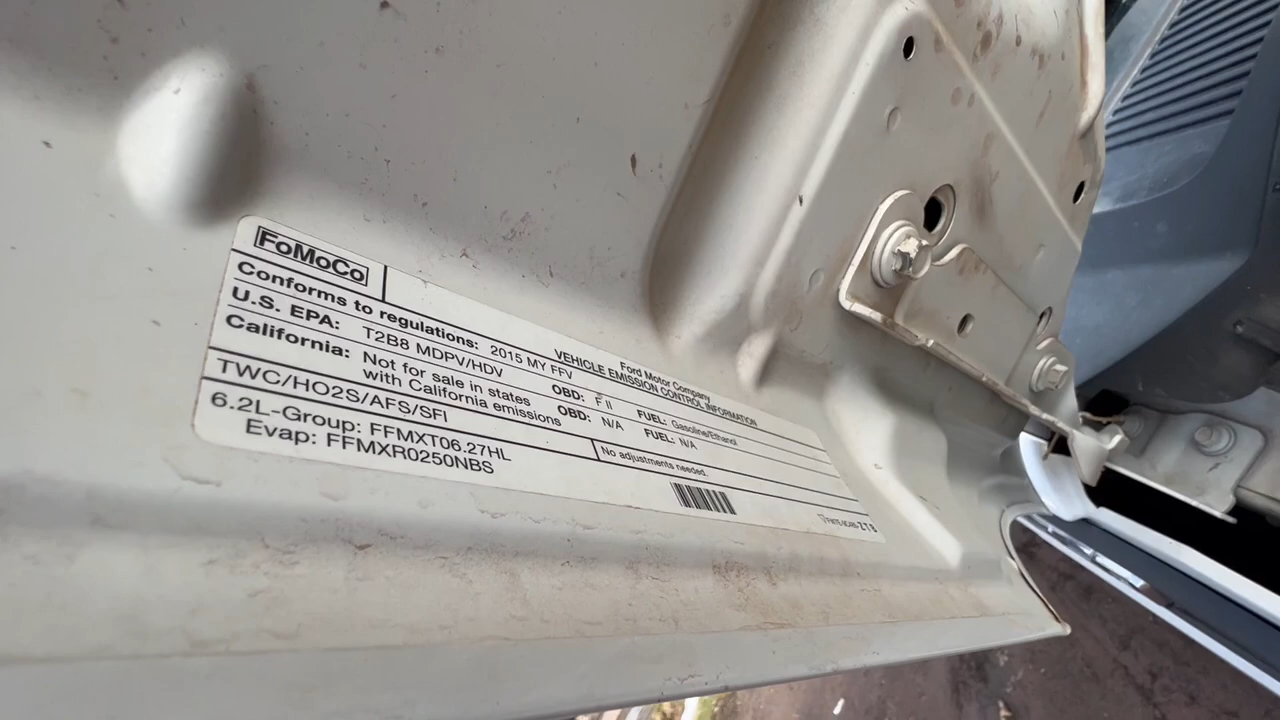 FoMoCo
Ford Motor Company
VEHICLE EMISSION CONTROL INFORMATION
Conforms to regulations: 2015 MY FFV
U.S. EPA: T2B8 MDPV/HDV OBD: F II FUEL: Gasoline/Ethanol
California: Not for sale in states with California emissions OBD: N/A FUEL: N/A
TWC/HO2S/AFS/SFI
No adjustments needed.
6.2L-Group: FFMXT06.27HL
Evap: FFMXR0250NBS
ZTS